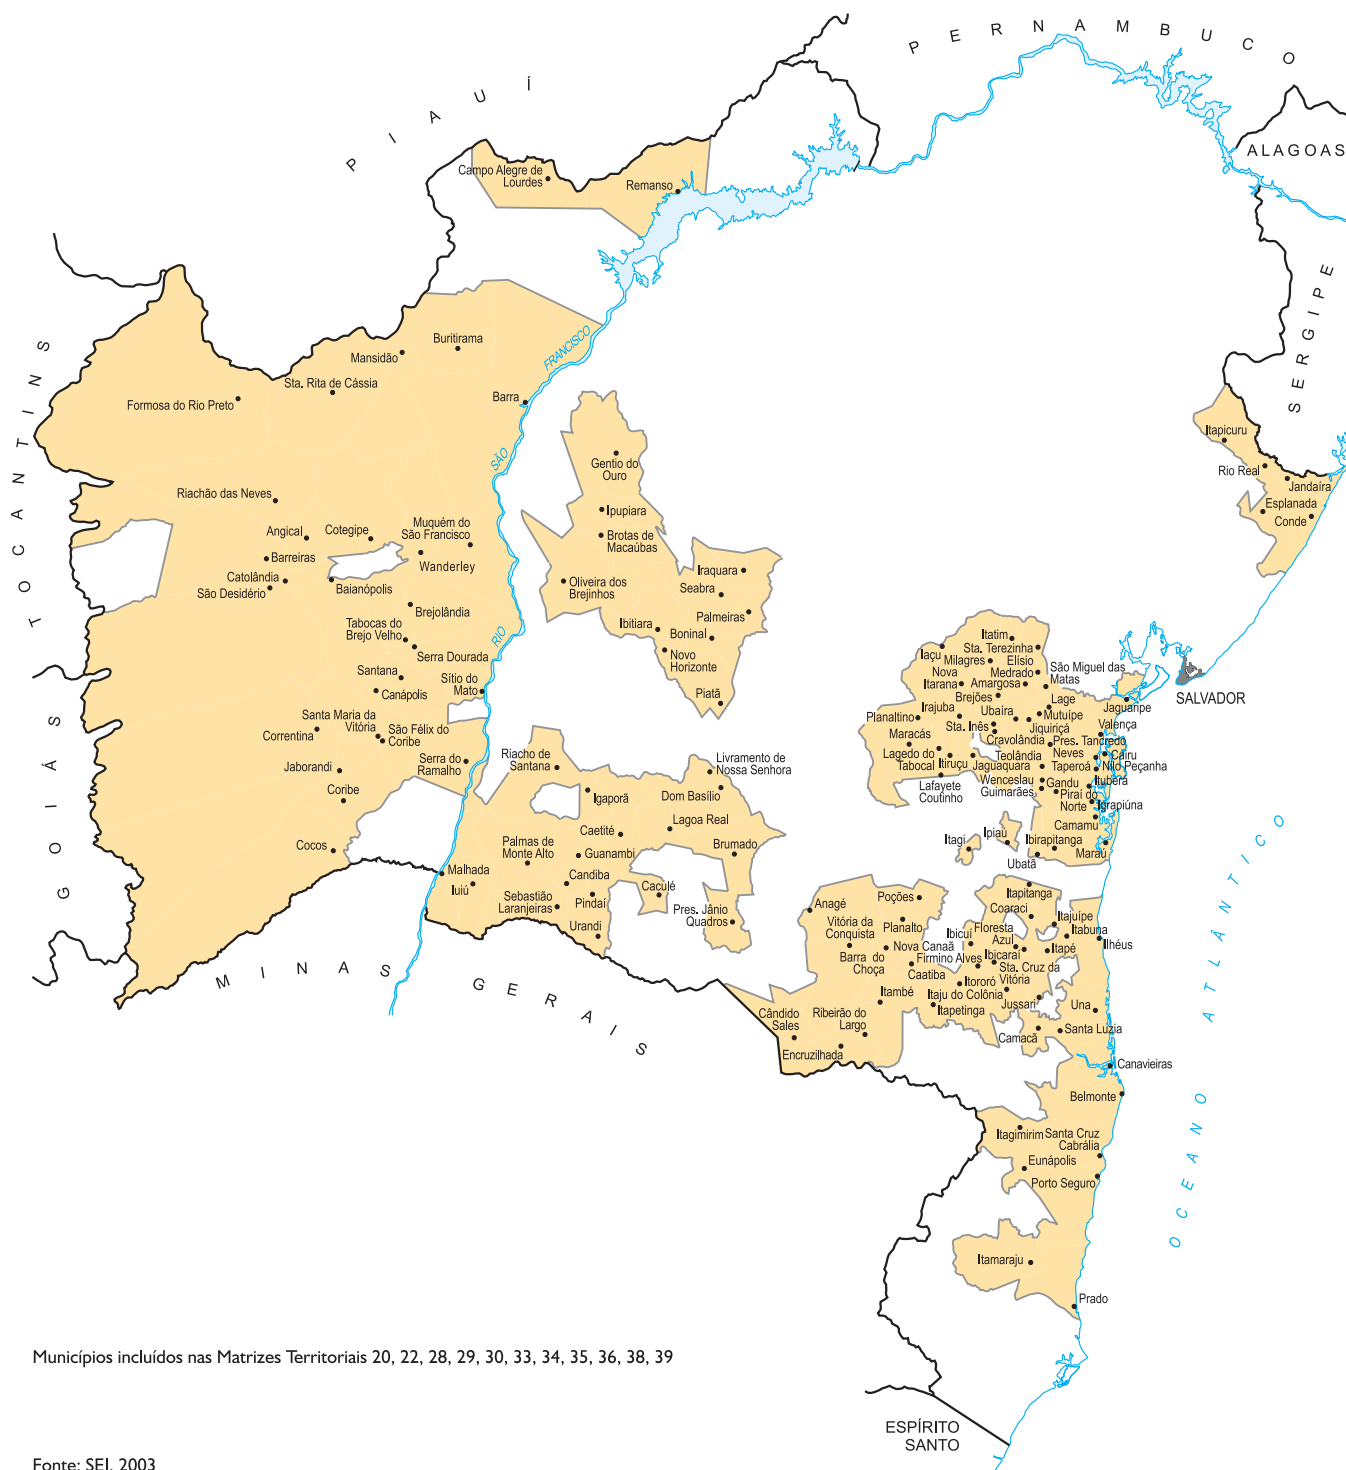 PERNAMBUCO
PIAUÍ
ALAGOAS
SERGIPE
TOCANTINS
GOIÁS
MINAS GERAIS
ESPÍRITO
SANTO
OCEANO ATLÂNTICO
RIO SÃO FRANCISCO
SALVADOR
Campo Alegre de
Lourdes
Remanso
Buritirama
Mansidão
Sta. Rita de Cássia
Formosa do Rio Preto
Barra
Riachão das Neves
Angical
Cotegipe
Muquém do
São Francisco
Wanderley
Barreiras
Catolândia
São Desidério
Baianópolis
Brejolândia
Tabocas do
Brejo Velho
Serra Dourada
Santana
Sítio do
Mato
Canápolis
Santa Maria da
Vitória
São Félix do
Coribe
Correntina
Serra do
Ramalho
Jaborandi
Coribe
Cocos
Gentio do
Ouro
Ipupiara
Brotas de
Macaúbas
Oliveira dos
Brejinhos
Iraquara
Seabra
Palmeiras
Ibitiara
Boninal
Novo
Horizonte
Piatã
Riacho de
Santana
Livramento de
Nossa Senhora
Igaporã
Dom Basílio
Lagoa Real
Caetité
Palmas de
Monte Alto
Guanambi
Brumado
Malhada
Iuiú
Candiba
Caculé
Sebastião
Laranjeiras
Pindaí
Pres. Jânio
Quadros
Urandi
Itapicuru
Rio Real
Jandaíra
Esplanada
Conde
Itatim
Iaçu
Sta. Terezinha
Milagres
Elísio
Medrado
São Miguel das
Matas
Nova
Itarana
Amargosa
Brejões
Lage
Jaguaripe
Irajuba
Ubaíra
Mutuípe
Planaltino
Sta. Inês
Jiquiriçá
Valença
Maracás
Cravolândia
Pres. Tancredo
Neves
Cairu
Lagedo do
Tabocal
Itiruçu
Jaguaquara
Teolândia
Taperoá
Nilo Peçanha
Lafayete
Coutinho
Wenceslau
Guimarães
Gandu
Ituberá
Piraí do
Norte
Igrapiúna
Camamu
Itagi
Ipiaú
Ibirapitanga
Ubatã
Maraú
Anagé
Poções
Itapitanga
Coaraci
Vitória da
Conquista
Planalto
Ibicuí
Floresta
Azul
Itajuípe
Itabuna
Ilhéus
Barra do
Choça
Nova Canaã
Firmino Alves
Ibicaraí
Itapé
Caatiba
Itororó
Sta. Cruz da
Vitória
Itambé
Itaju do Colônia
Jussari
Una
Itapetinga
Cândido
Sales
Ribeirão do
Largo
Camacã
Santa Luzia
Encruzilhada
Canavieiras
Belmonte
Itagimirim
Santa Cruz
Cabrália
Eunápolis
Porto Seguro
Itamaraju
Prado
Municípios incluídos nas Matrizes Territoriais 20, 22, 28, 29, 30, 33, 34, 35, 36, 38, 39
Fonte: SEI, 2003